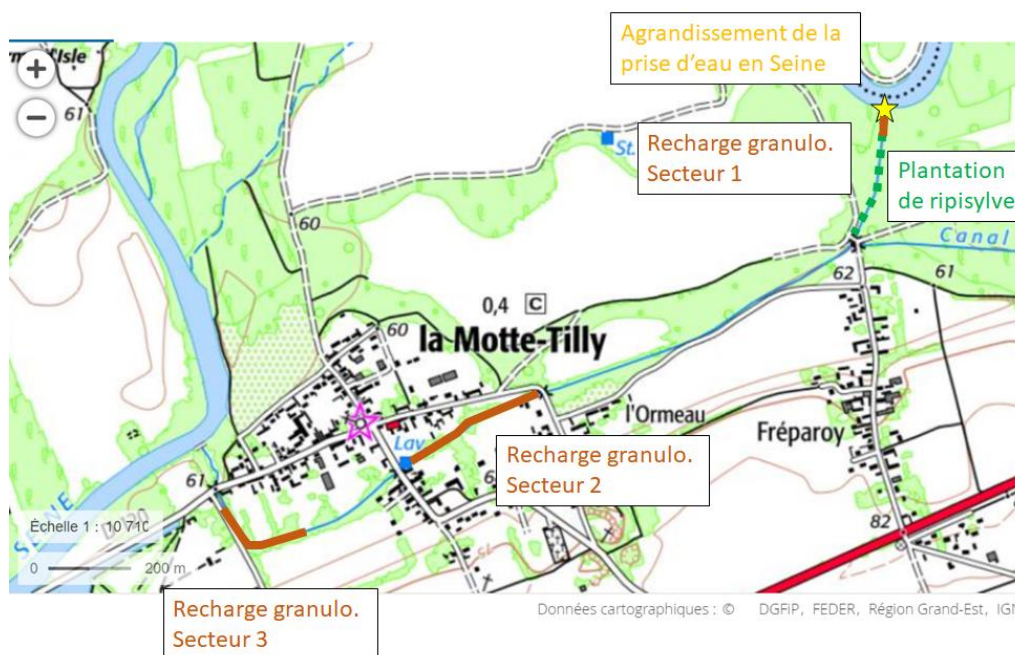 Agrandissement de la
prise d'eau en Seine
d'Isle
+
−
61
St.
Recharge granulo.
Secteur 1
Plantation
de ripisylve
60
Canal
62
61
0,4 C
60
la Motte-Tilly
l'Ormeau
Fréparoy
Lav
Recharge granulo.
Secteur 2
61
SEINE
Échelle 1 : 10 710
0 200 m
82
Recharge granulo.
Secteur 3
Données cartographiques : © DGFiP, FEDER, Région Grand-Est, IGN